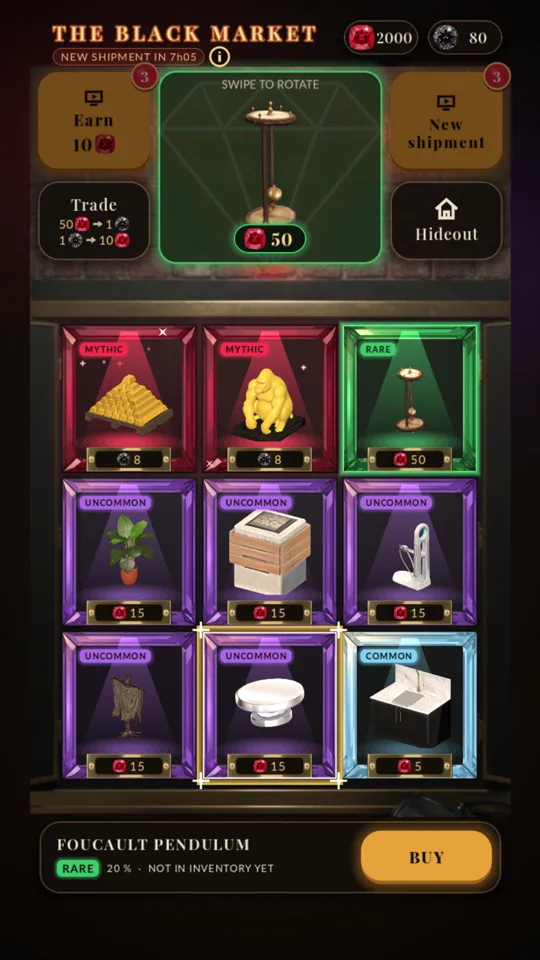 THE BLACK MARKET
2000
80
NEW SHIPMENT IN 7h05
i
3
Earn
10
SWIPE TO ROTATE
50
3
New
shipment
Trade
50 → 1
1 → 10
Hideout
MYTHIC
8
MYTHIC
8
RARE
50
UNCOMMON
15
UNCOMMON
15
UNCOMMON
15
UNCOMMON
15
UNCOMMON
15
COMMON
5
FOUCAULT PENDULUM
RARE 20 % · NOT IN INVENTORY YET
BUY